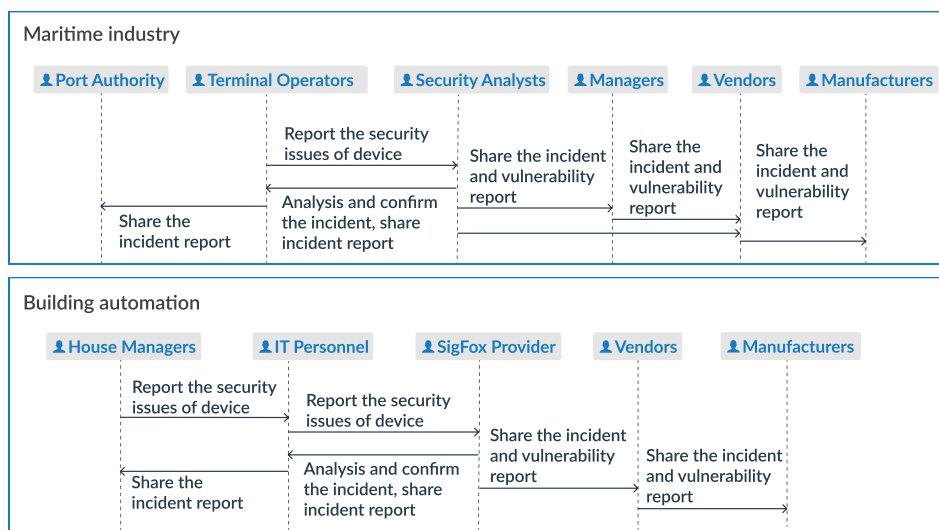 Maritime industry
Port Authority
Terminal Operators
Security Analysts
Managers
Vendors
Manufacturers
Report the security
issues of device
Share the incident
and vulnerability
report
Share the
incident and
vulnerability
report
Share the
incident and
vulnerability
report
Analysis and confirm
the incident, share
incident report
Share the
incident report
Building automation
House Managers
IT Personnel
SigFox Provider
Vendors
Manufacturers
Report the security
issues of device
Report the security
issues of device
Share the incident
and vulnerability
report
Share the incident
and vulnerability
report
Analysis and confirm
the incident, share
incident report
Share the
incident report